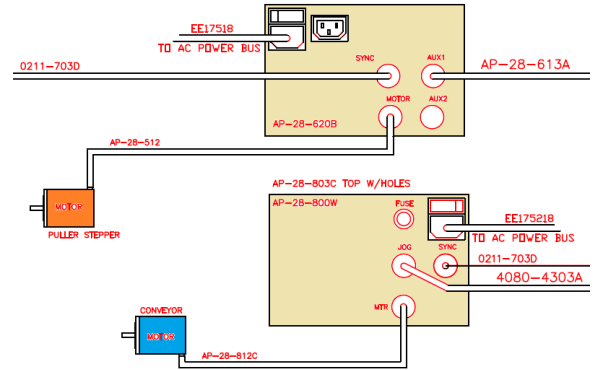 EE17518
TO AC POWER BUS
0211-703D
SYNC
AUX1
AP-28-613A
MOTOR
AUX2
AP-28-620B
AP-28-512
MOTOR
PULLER STEPPER
AP-28-803C TOP W/HOLES
AP-28-800W
FUSE
EE175218
TO AC POWER BUS
JOG
SYNC
0211-703D
4080-4303A
MTR
CONVEYOR
MOTOR
AP-28-812C